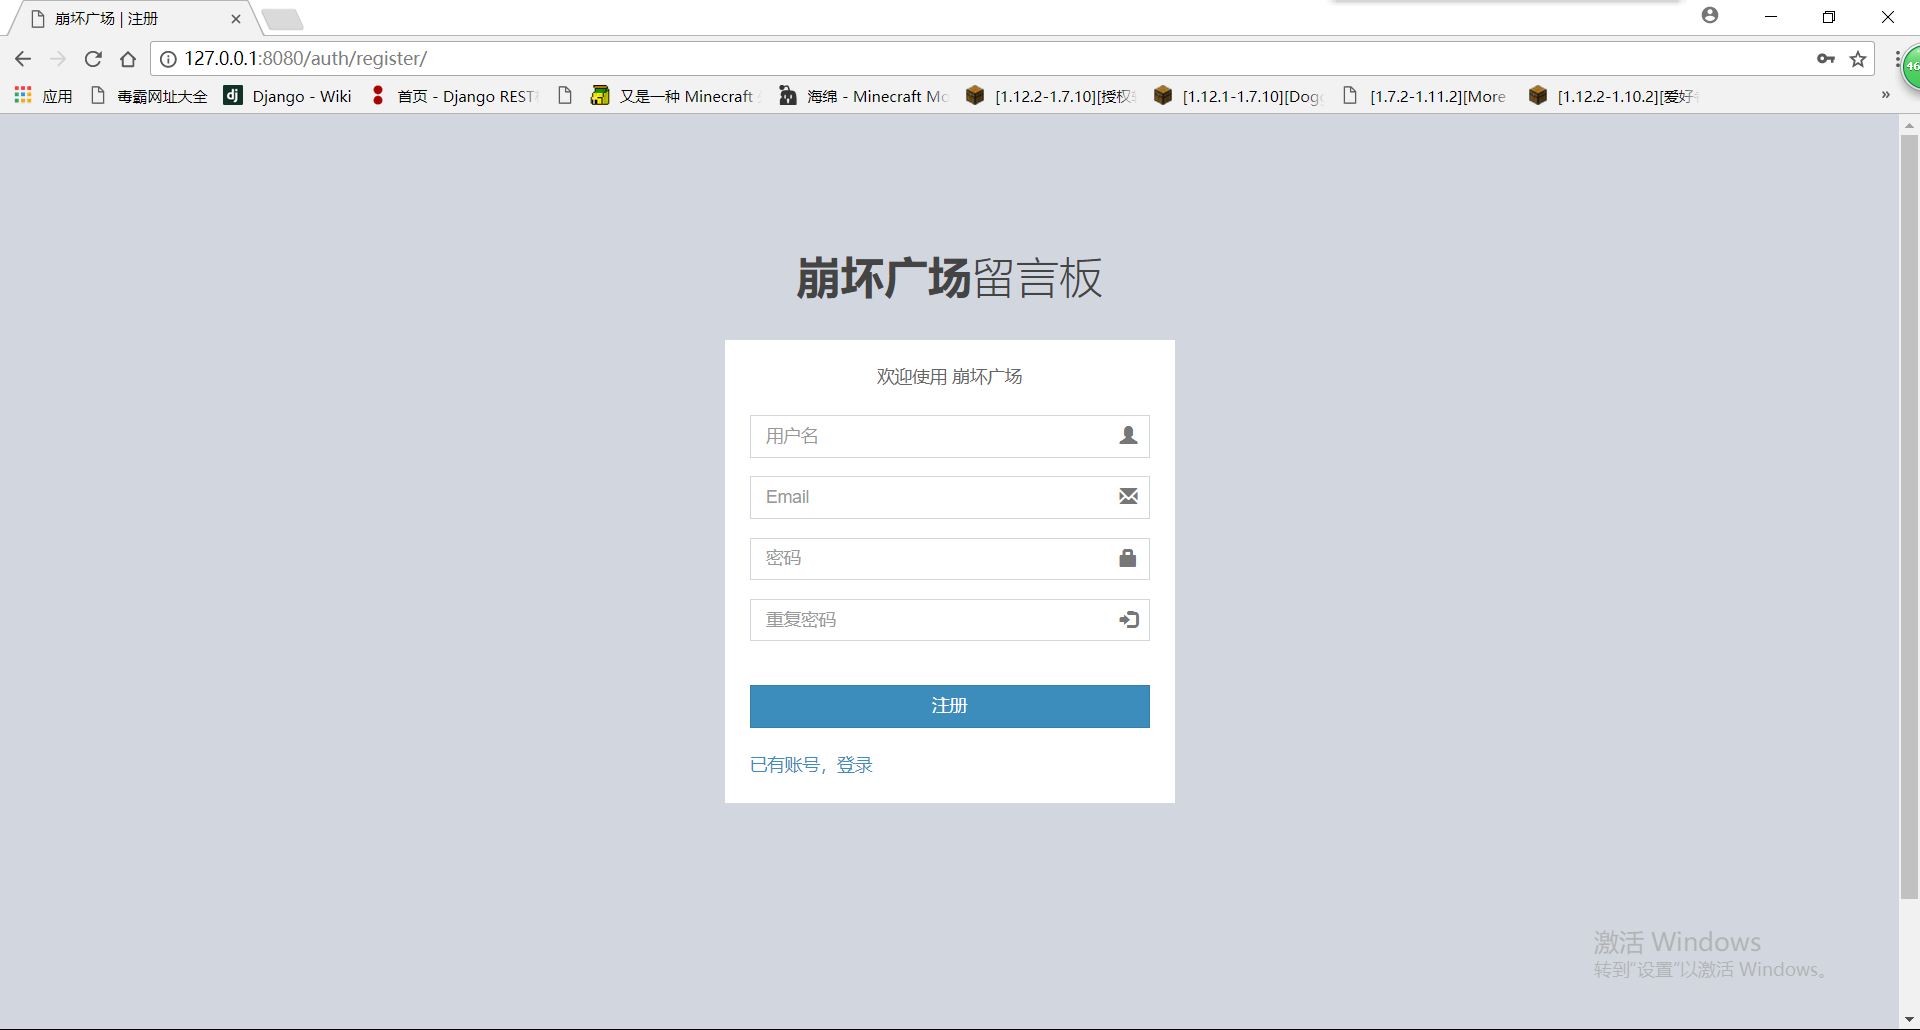 崩坏广场 | 注册
127.0.0.1:8080/auth/register/
46
应用 毒霸网址大全 Django - Wiki 首页 - Django REST 又是一种 Minecraft 海绵 - Minecraft Mo [1.12.2-1.7.10][授权 [1.12.1-1.7.10][Dog [1.7.2-1.11.2][More [1.12.2-1.10.2][爱好 »
崩坏广场留言板
欢迎使用 崩坏广场
用户名
Email
密码
重复密码
注册
已有账号，登录
激活 Windows
转到"设置"以激活 Windows。